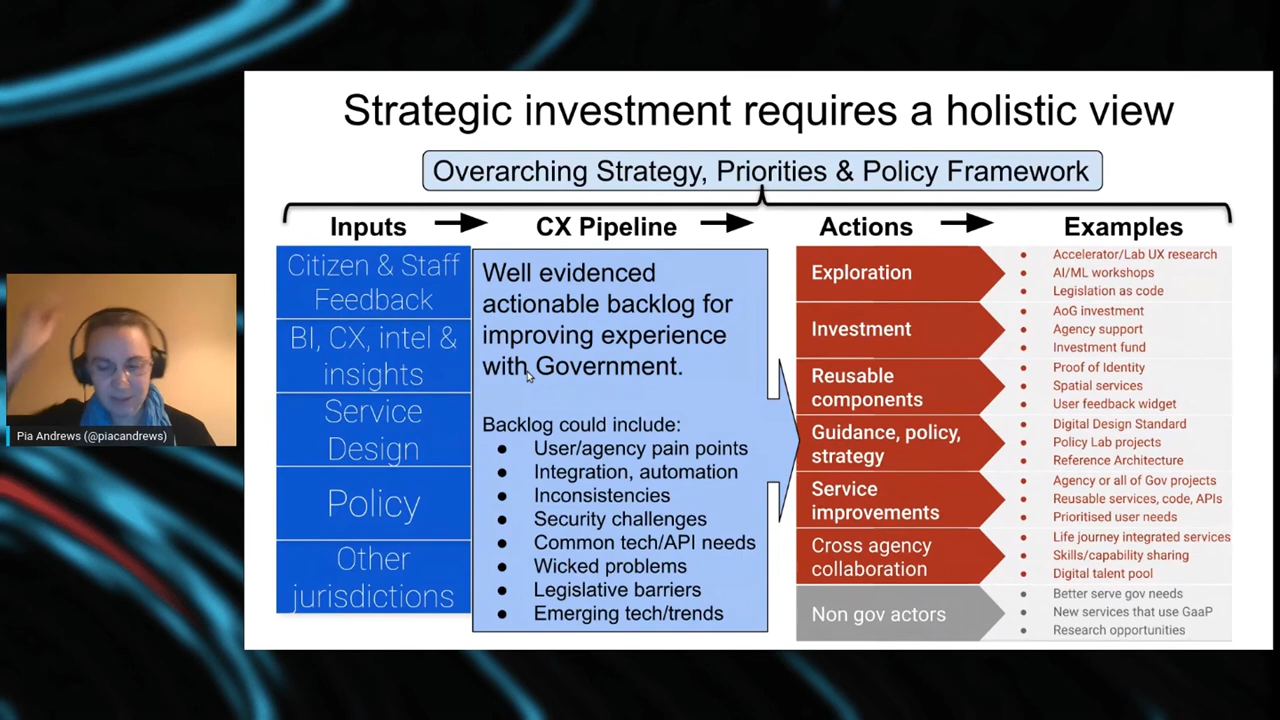 Strategic investment requires a holistic view
Overarching Strategy, Priorities & Policy Framework
Inputs
CX Pipeline
Actions
Examples
Citizen & Staff
Feedback
BI, CX, intel &
insights
Service
Design
Policy
Other
jurisdictions
Well evidenced
actionable backlog for
improving experience
with Government.
Backlog could include:
● User/agency pain points
● Integration, automation
● Inconsistencies
● Security challenges
● Common tech/API needs
● Wicked problems
● Legislative barriers
● Emerging tech/trends
Exploration
● Accelerator/Lab UX research
● AI/ML workshops
● Legislation as code
Investment
● AoG investment
● Agency support
● Investment fund
Reusable
components
● Proof of Identity
● Spatial services
● User feedback widget
Guidance, policy,
strategy
● Digital Design Standard
● Policy Lab projects
● Reference Architecture
Service
improvements
● Agency or all of Gov projects
● Reusable services, code, APIs
● Prioritised user needs
Cross agency
collaboration
● Life journey integrated services
● Skills/capability sharing
● Digital talent pool
Non gov actors
● Better serve gov needs
● New services that use GaaP
● Research opportunities
Pia Andrews (@piacandrews)